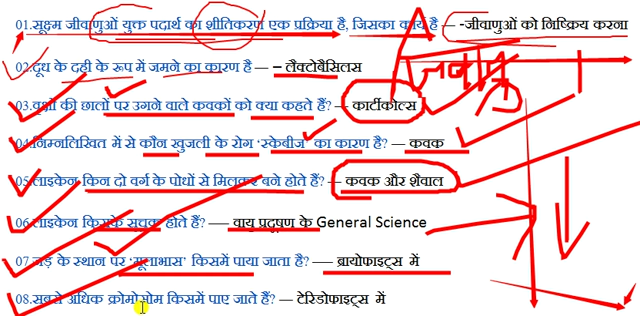 01.सूक्ष्म जीवाणुओं युक्त पदार्थ का शीतिकरण एक प्रक्रिया है, जिसका कार्य है — -जीवाणुओं को निष्क्रिय करना
02.दूध के दही के रूप में जमने का कारण है — – लैक्टोबैसिलस
03.वृक्षों की छालों पर उगने वाले कवकों को क्या कहते हैं? — कार्टीकोल्स
04.निम्नलिखित में से कौन खुजली के रोग 'स्केबीज' का कारण है? — कवक
05.लाइकेन किन दो वर्ग के पोधों से मिलकर बने होते हैं? — कवक और शैवाल
06.लाइकेन किसके सूचक होते हैं? — वायु प्रदूषण के General Science
07.जड़ के स्थान पर 'मूलाभास' किसमें पाया जाता है? — ब्रायोफाइट्स में
08.सबसे अधिक क्रोमोसोम किसमें पाए जाते हैं? — टेरिडोफाइट्स में